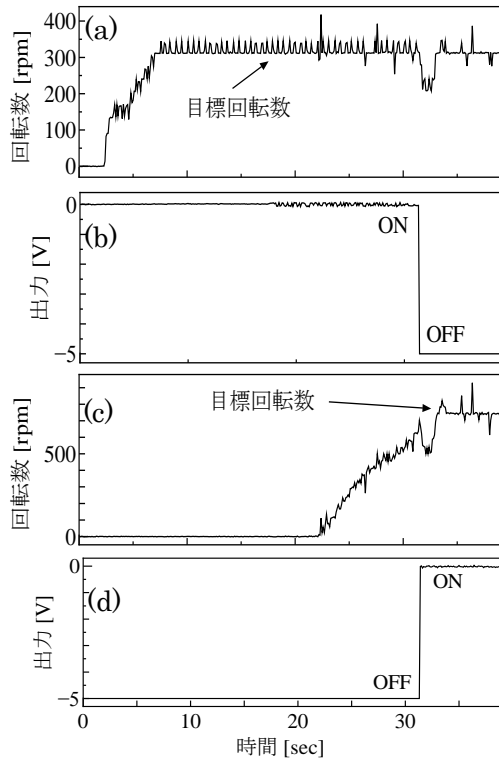 (a)
400
300
200
100
0
回転数 [rpm]
目標回転数
(b)
0
−5
出力 [V]
ON
OFF
(c)
500
0
回転数 [rpm]
目標回転数
(d)
0
−5
出力 [V]
ON
OFF
0 10 20 30
時間 [sec]